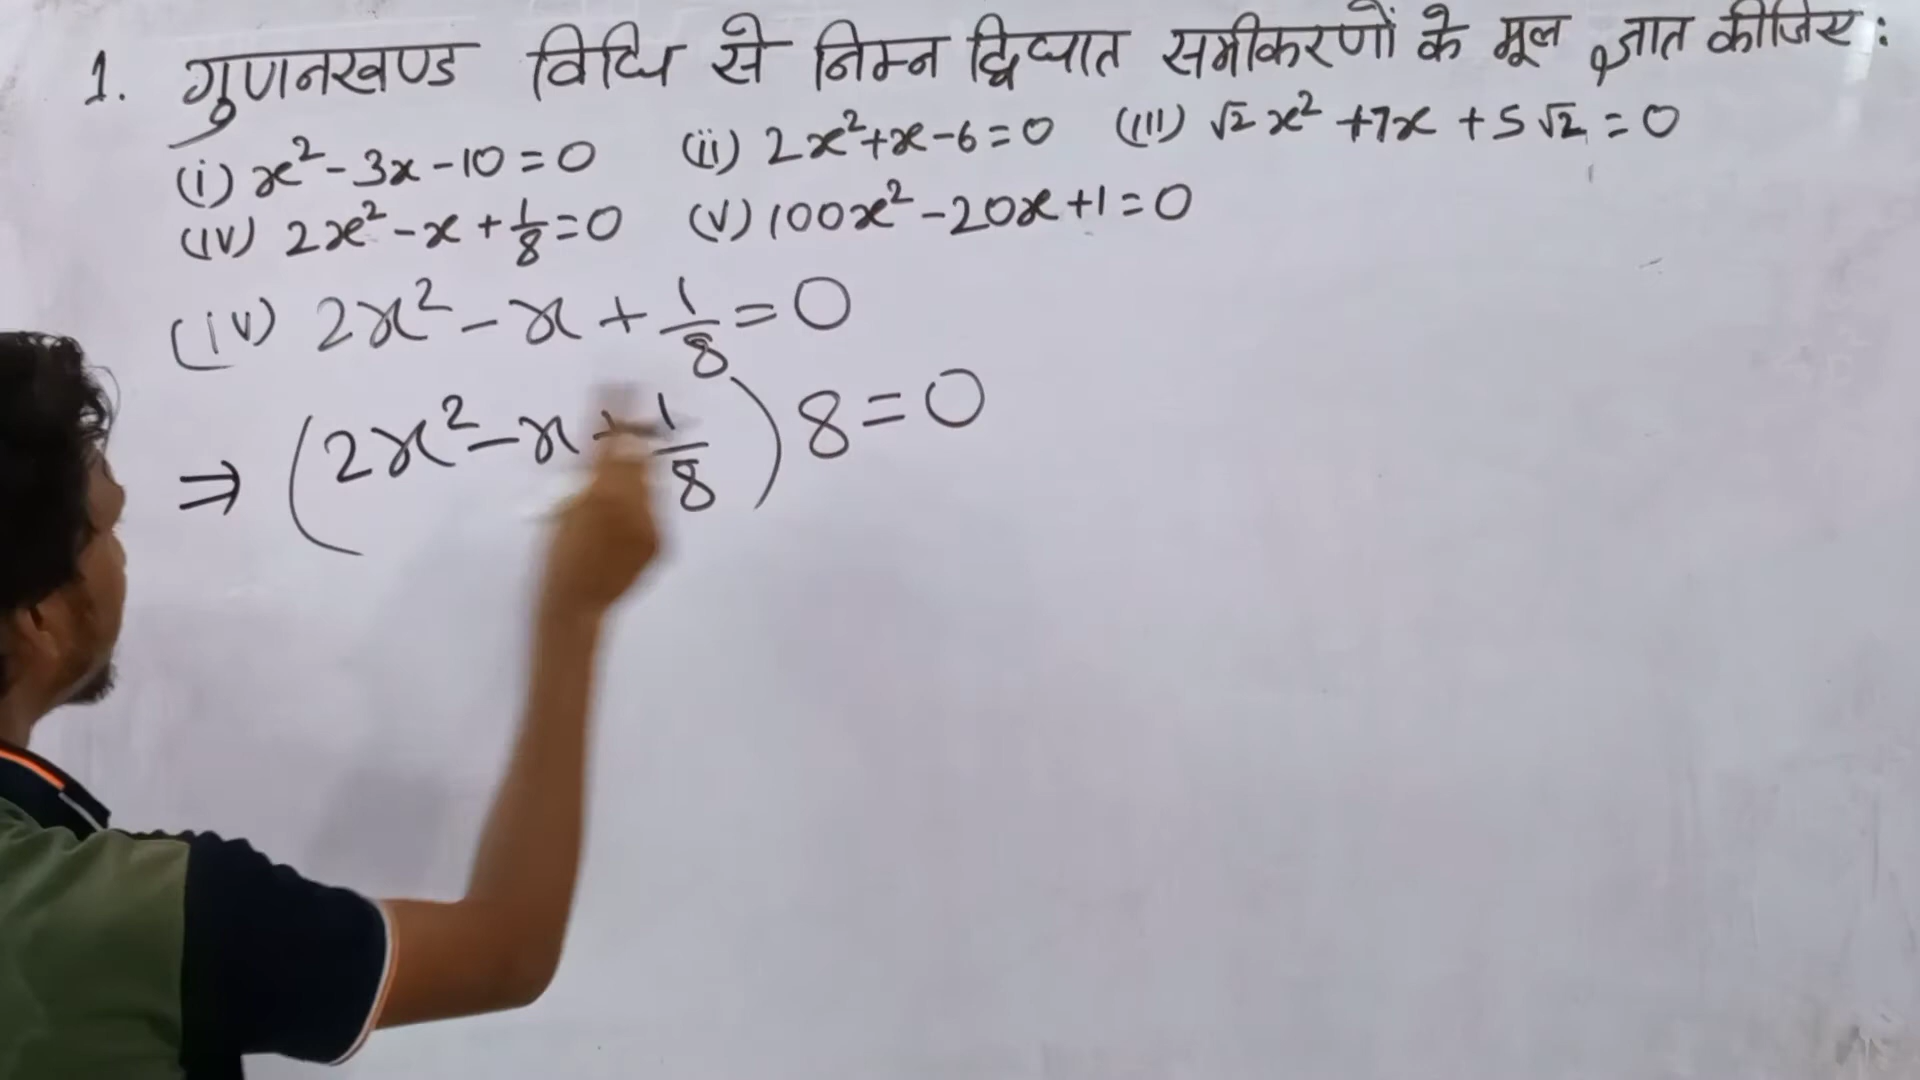 1. गुणनखण्ड विधि से निम्न द्विघात समीकरणों के मूल ज्ञात कीजिए:
(i) x² - 3x - 10 = 0 (ii) 2x² + x - 6 = 0 (iii) √2 x² + 7x + 5√2 = 0
(iv) 2x² - x + 1/8 = 0 (v) 100x² - 20x + 1 = 0
(iv) 2x² - x + 1/8 = 0
⇒ (2x² - x + 1/8) 8 = 0